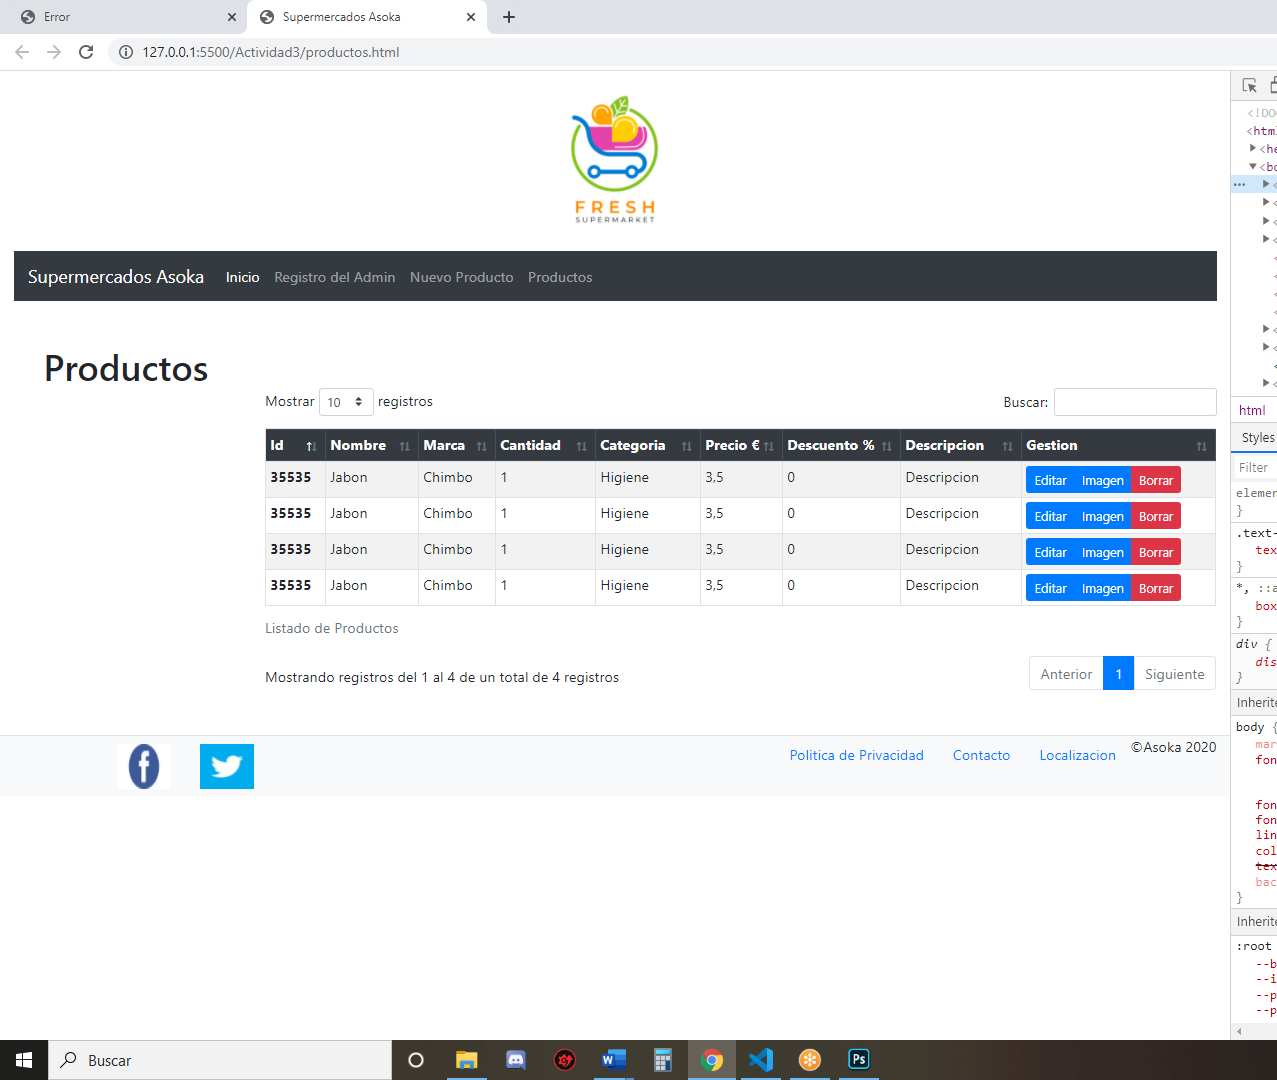 Error
Supermercados Asoka
127.0.0.1:5500/Actividad3/productos.html
FRESH
SUPERMARKET
Supermercados Asoka Inicio Registro del Admin Nuevo Producto Productos
Productos
Mostrar 10 registros Buscar:
Id Nombre Marca Cantidad Categoria Precio € Descuento % Descripcion Gestion
35535 Jabon Chimbo 1 Higiene 3,5 0 Descripcion Editar Imagen Borrar
35535 Jabon Chimbo 1 Higiene 3,5 0 Descripcion Editar Imagen Borrar
35535 Jabon Chimbo 1 Higiene 3,5 0 Descripcion Editar Imagen Borrar
35535 Jabon Chimbo 1 Higiene 3,5 0 Descripcion Editar Imagen Borrar
Listado de Productos
Mostrando registros del 1 al 4 de un total de 4 registros Anterior 1 Siguiente
Politica de Privacidad Contacto Localizacion ©Asoka 2020
<!DO
<html
<he
<bo
html
Styles
Filter
elemen
}
.text-
tex
}
*, ::a
box
}
div {
dis
}
Inherite
body {
mar
fon
fon
fon
lin
col
tex
bac
}
Inherite
:root
--b
--i
--p
--p
Buscar